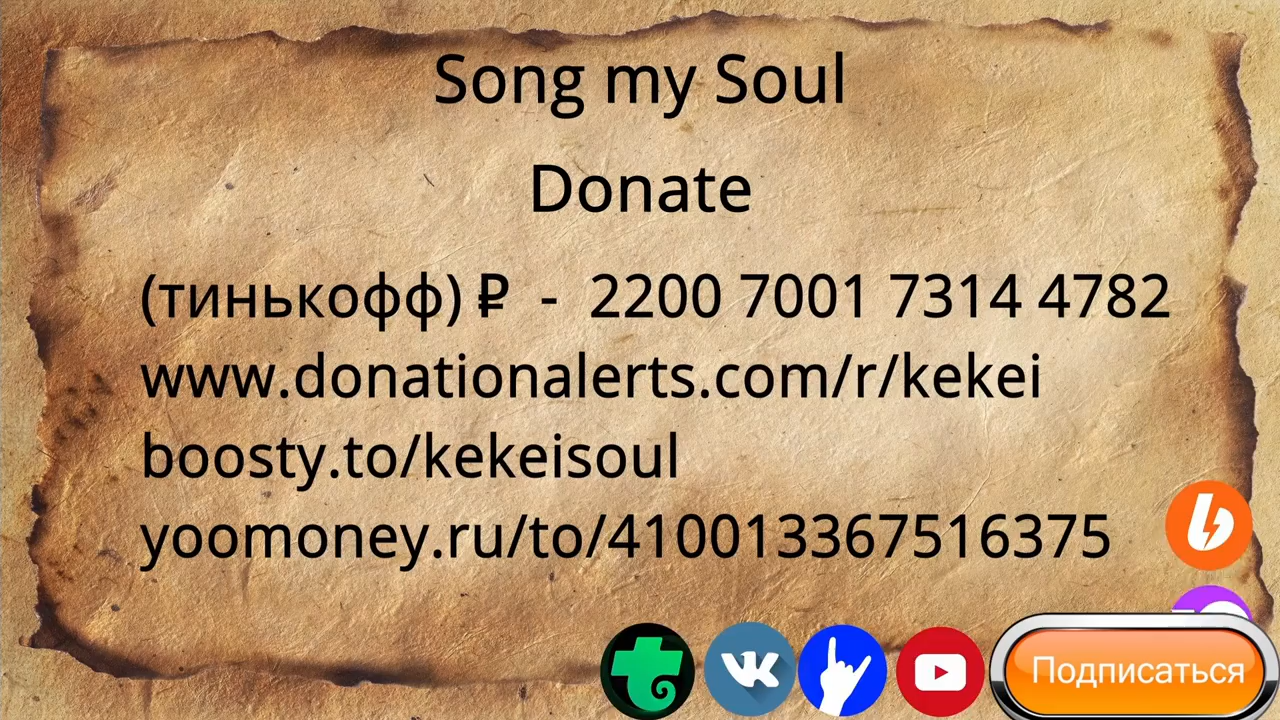 Song my Soul
Donate
(тинькофф) ₽ - 2200 7001 7314 4782
www.donationalerts.com/r/kekei
boosty.to/kekeisoul
yoomoney.ru/to/410013367516375
Подписаться